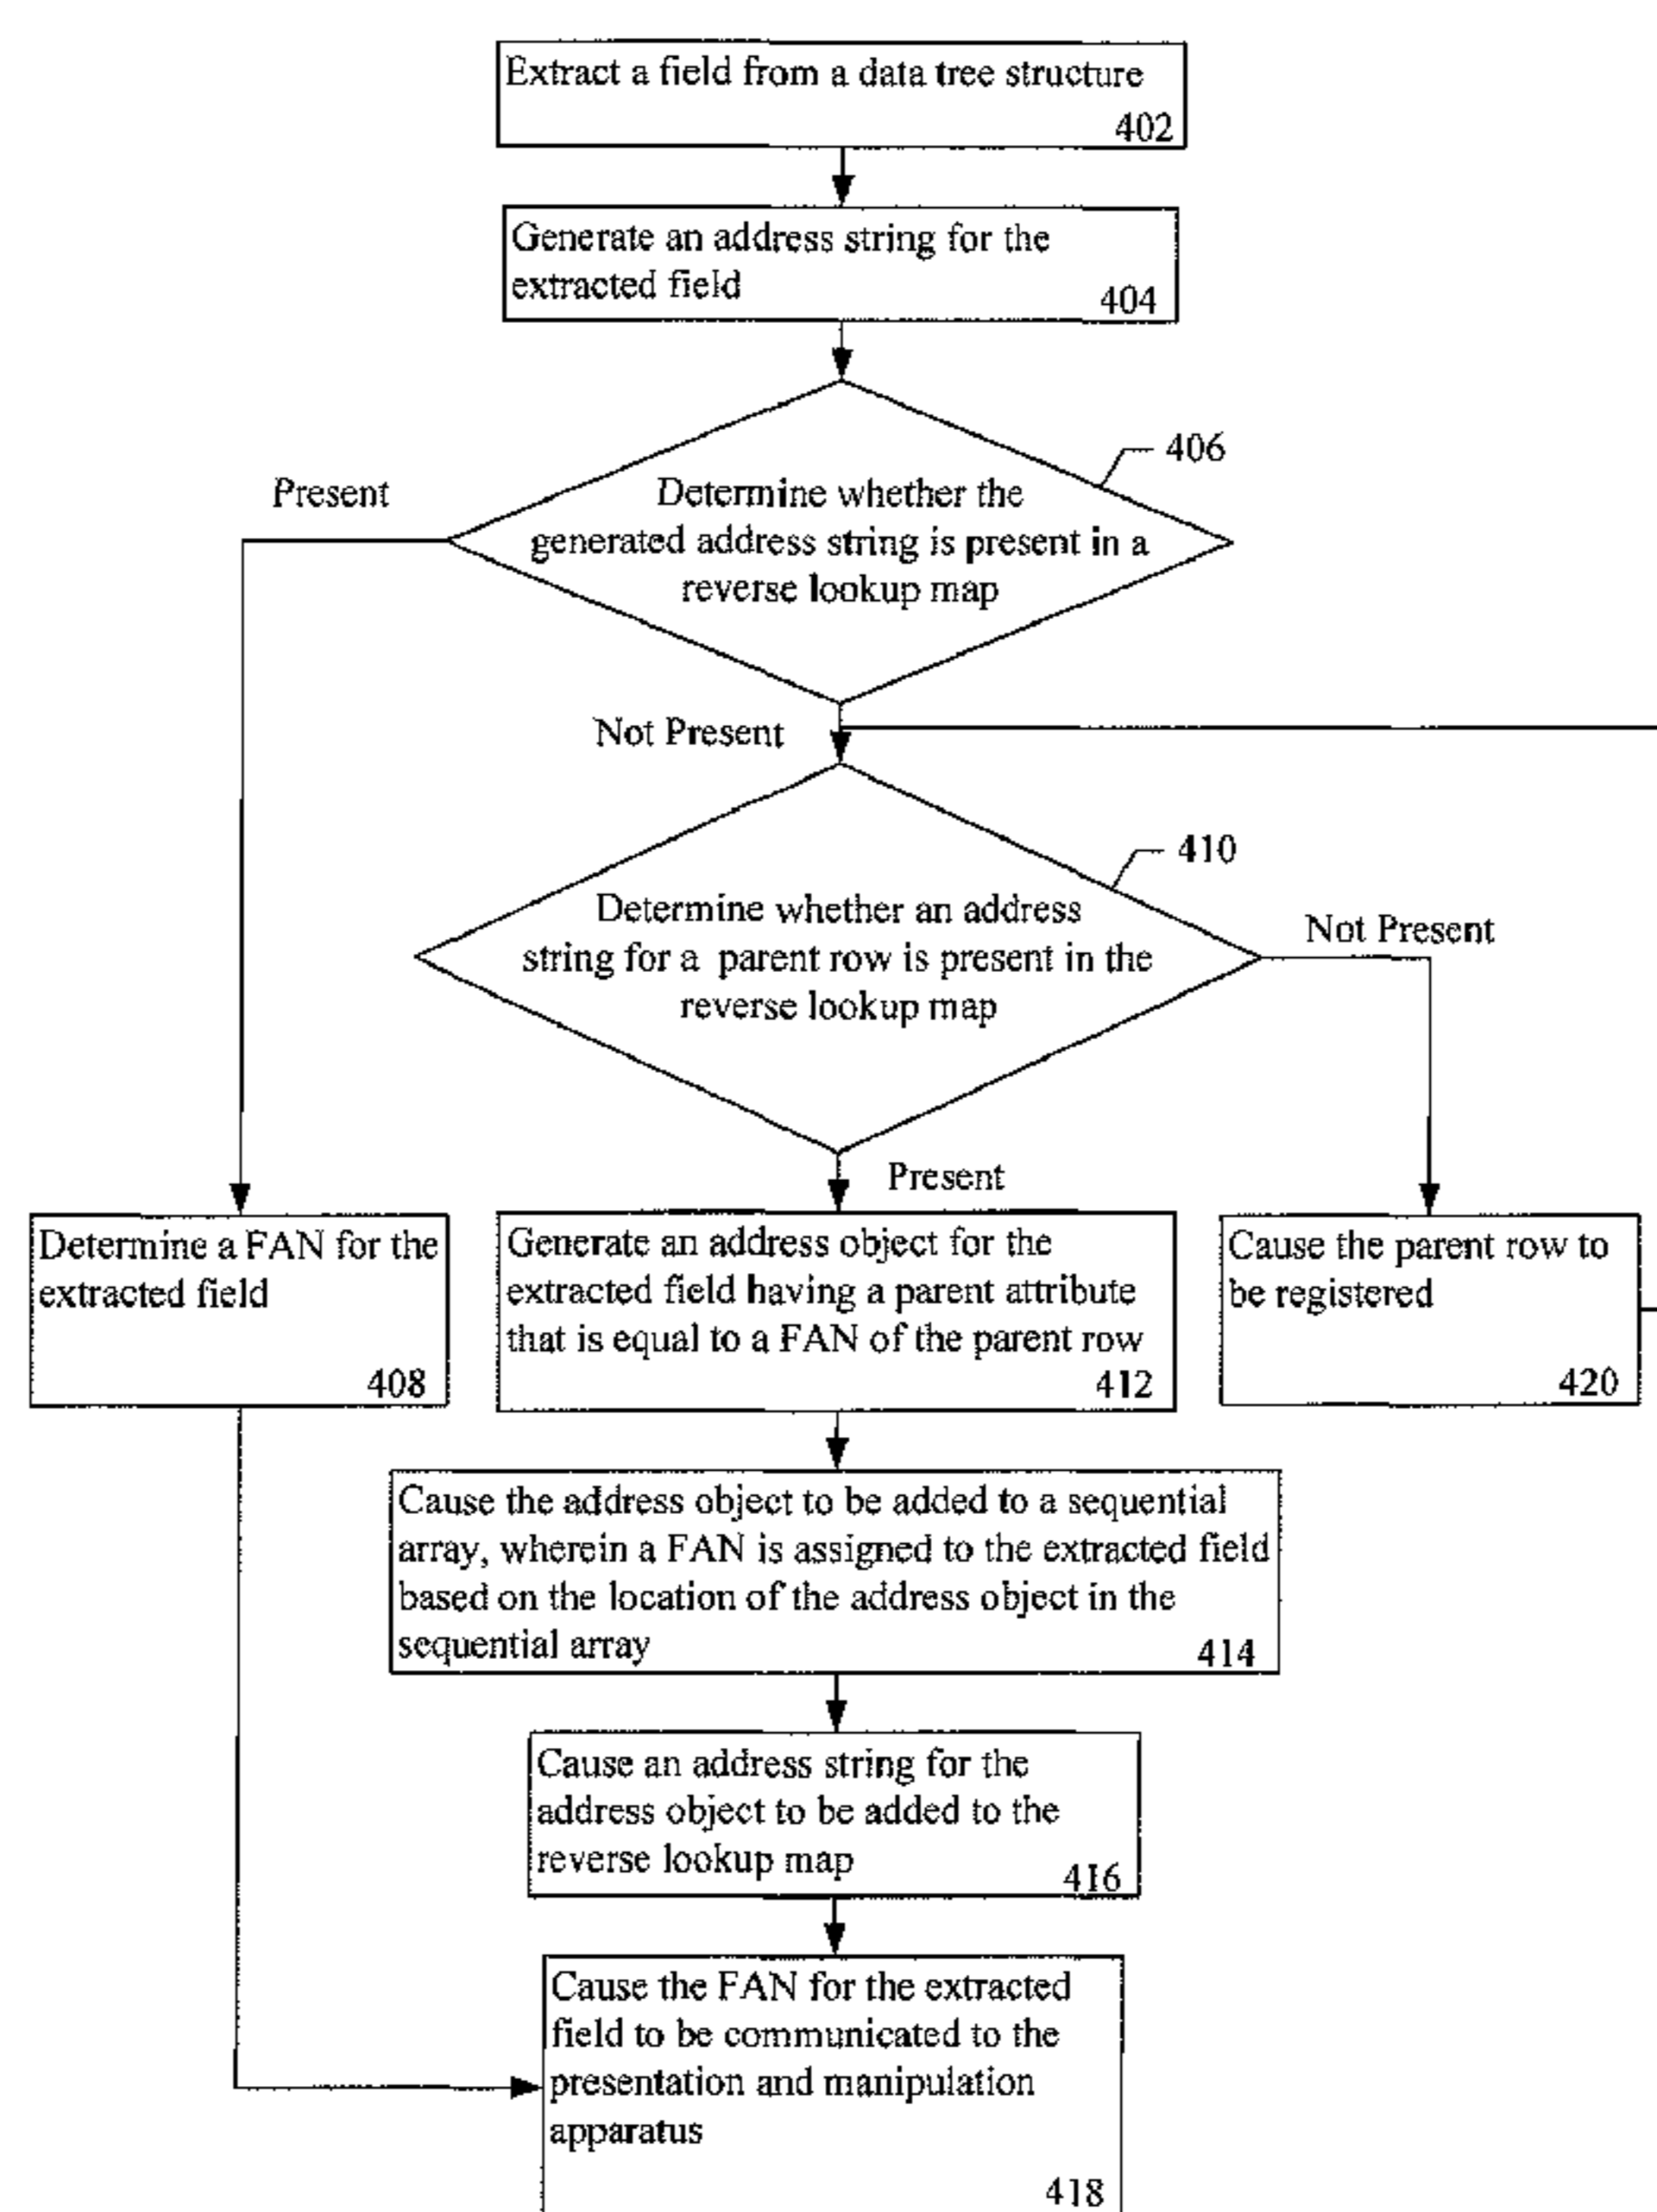 Extract a field from a data tree structure
402
Generate an address string for the
extracted field
404
406
Present
Determine whether the
generated address string is present in a
reverse lookup map
Not Present
410
Determine whether an address
string for a parent row is present in the
reverse lookup map
Not Present
Present
Determine a FAN for the
extracted field
408
Generate an address object for the
extracted field having a parent attribute
that is equal to a FAN of the parent row
412
Cause the parent row to
be registered
420
Cause the address object to be added to a sequential
array, wherein a FAN is assigned to the extracted field
based on the location of the address object in the
sequential array
414
Cause an address string for the
address object to be added to the
reverse lookup map
416
Cause the FAN for the extracted
field to be communicated to the
presentation and manipulation
apparatus
418